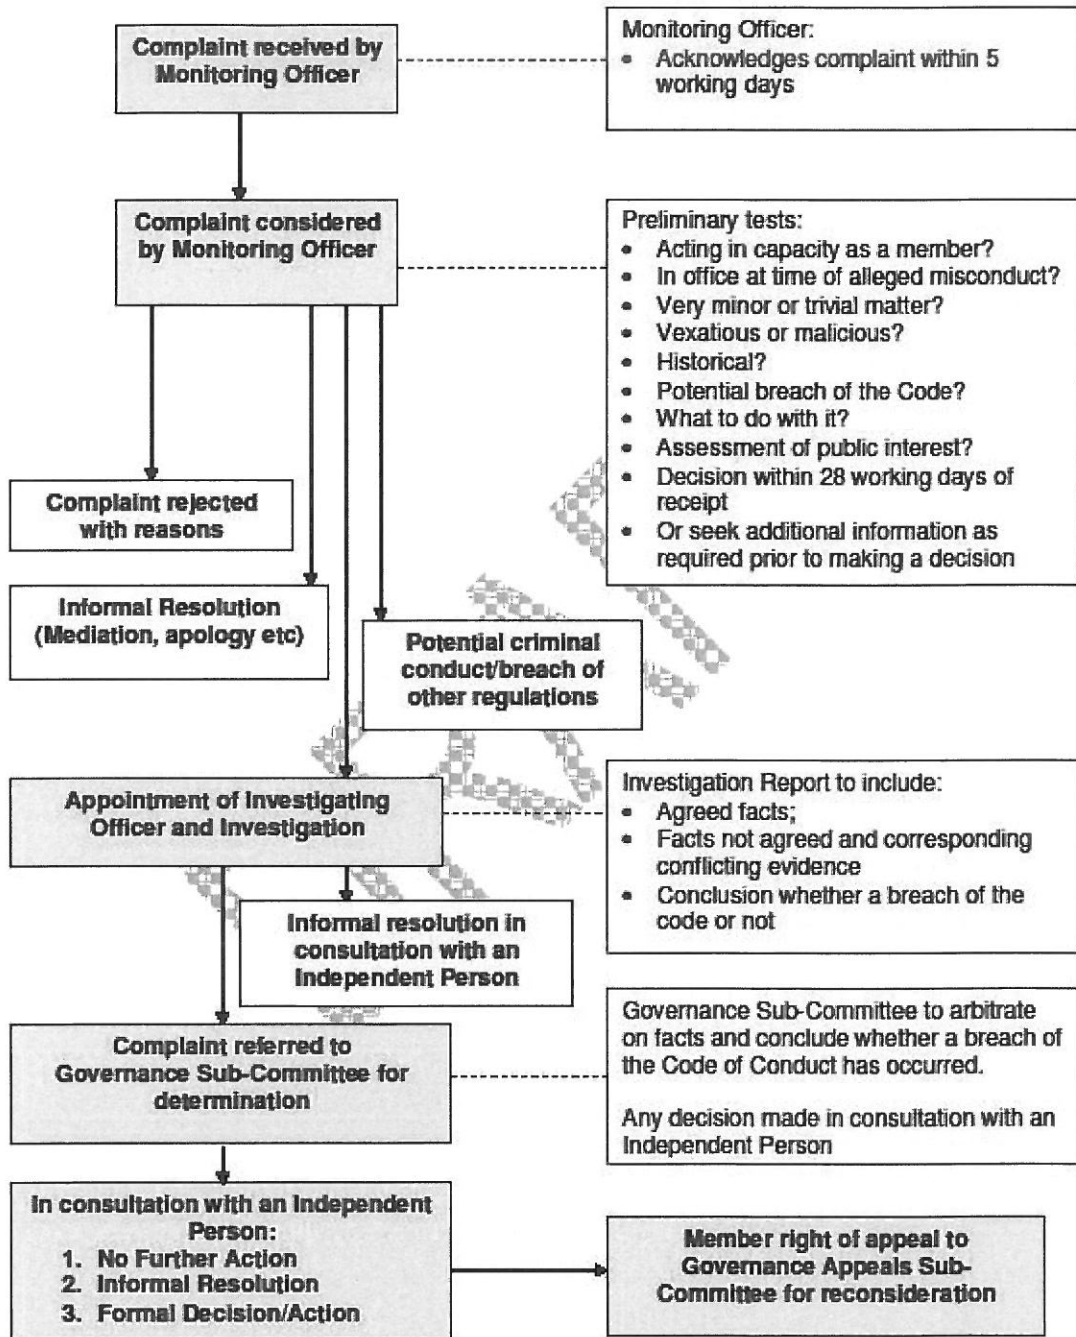 Complaint received by
Monitoring Officer
Monitoring Officer:
• Acknowledges complaint within 5
working days
Complaint considered
by Monitoring Officer
Preliminary tests:
• Acting in capacity as a member?
• In office at time of alleged misconduct?
• Very minor or trivial matter?
• Vexatious or malicious?
• Historical?
• Potential breach of the Code?
• What to do with it?
• Assessment of public interest?
• Decision within 28 working days of
receipt
• Or seek additional information as
required prior to making a decision
Complaint rejected
with reasons
Informal Resolution
(Mediation, apology etc)
Potential criminal
conduct/breach of
other regulations
Appointment of Investigating
Officer and Investigation
Investigation Report to include:
• Agreed facts;
• Facts not agreed and corresponding
conflicting evidence
• Conclusion whether a breach of the
code or not
Informal resolution in
consultation with an
Independent Person
Complaint referred to
Governance Sub-Committee for
determination
Governance Sub-Committee to arbitrate
on facts and conclude whether a breach of
the Code of Conduct has occurred.
Any decision made in consultation with an
Independent Person
In consultation with an Independent
Person:
1. No Further Action
2. Informal Resolution
3. Formal Decision/Action
Member right of appeal to
Governance Appeals Sub-
Committee for reconsideration